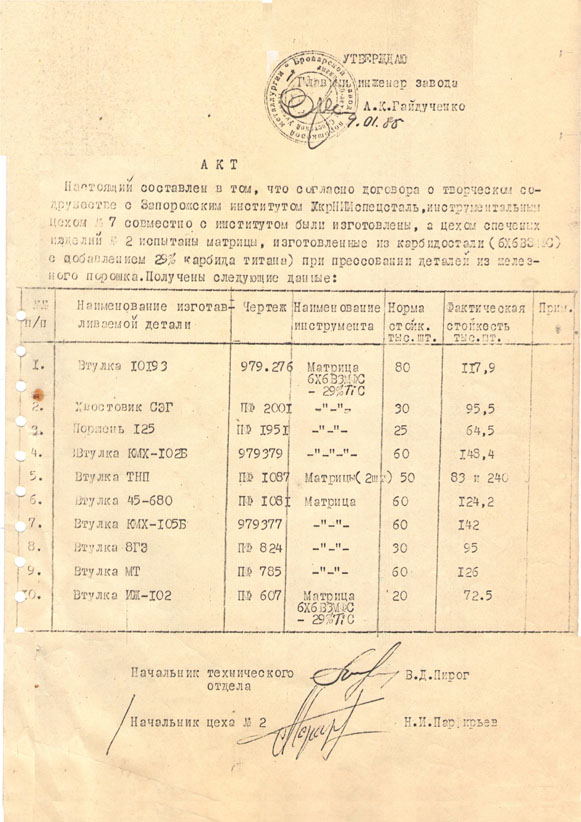 УТВЕРЖДАЮ
Главный инженер завода
А.К.Гайдученко
9.01.85
АКТ
Настоящий составлен в том, что согласно договора о творческом со-
дружестве с Запорожским институтом УкрНИИспецсталь, инструментальным
цехом № 7 совместно с институтом были изготовлены, а цехом спеченых
изделий № 2 испытаны матрицы, изготовленные из карбидостали (6Х6В3МФС
с добавлением 29% карбида титана) при прессовании деталей из желез-
ного порошка. Получены следующие данные:
№№ п/п Наименование изготав- ливаемой детали Чертеж Наименование инструмента Норма стойк. тыс.шт. Фактическая стойкость тыс.шт. Прим.
1. Втулка 10193 979.276 Матрица 6Х6В3МФС - 29%TiC 80 117,9
2. Хвостовик СЭГ ПФ 2001 -"-"- 30 95,5
3. Поршень 125 ПФ 1951 -"-"- 25 64,5
4. Втулка КМХ-102Б 979379 -"-"-"- 60 148,4
5. Втулка ТНП ПФ 1087 Матрицы(2шт) 50 83 и 240
6. Втулка 45-680 ПФ 1081 Матрица 60 124,2
7. Втулка КМХ-105Б 979377 -"-"- 60 142
8. Втулка 8ГЭ ПФ 824 -"-"- 30 95
9. Втулка МТ ПФ 785 -"-"- 60 126
10. Втулка ИЖ-102 ПФ 607 Матрица 6Х6В3МФС - 29%TiC 20 72.5
Начальник технического
отдела В.Д.Пирог
Начальник цеха № 2 Н.И.Парфирьев